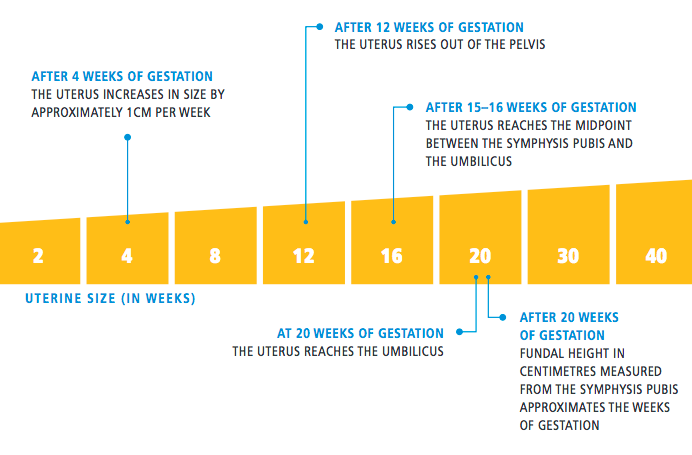 AFTER 12 WEEKS OF GESTATION
THE UTERUS RISES OUT OF THE PELVIS
AFTER 4 WEEKS OF GESTATION
THE UTERUS INCREASES IN SIZE BY
APPROXIMATELY 1CM PER WEEK
AFTER 15–16 WEEKS OF GESTATION
THE UTERUS REACHES THE MIDPOINT
BETWEEN THE SYMPHYSIS PUBIS AND
THE UMBILICUS
2 4 8 12 16 20 30 40
UTERINE SIZE (IN WEEKS)
AT 20 WEEKS OF GESTATION
THE UTERUS REACHES THE UMBILICUS
AFTER 20 WEEKS
OF GESTATION
FUNDAL HEIGHT IN
CENTIMETRES MEASURED
FROM THE SYMPHYSIS PUBIS
APPROXIMATES THE WEEKS
OF GESTATION